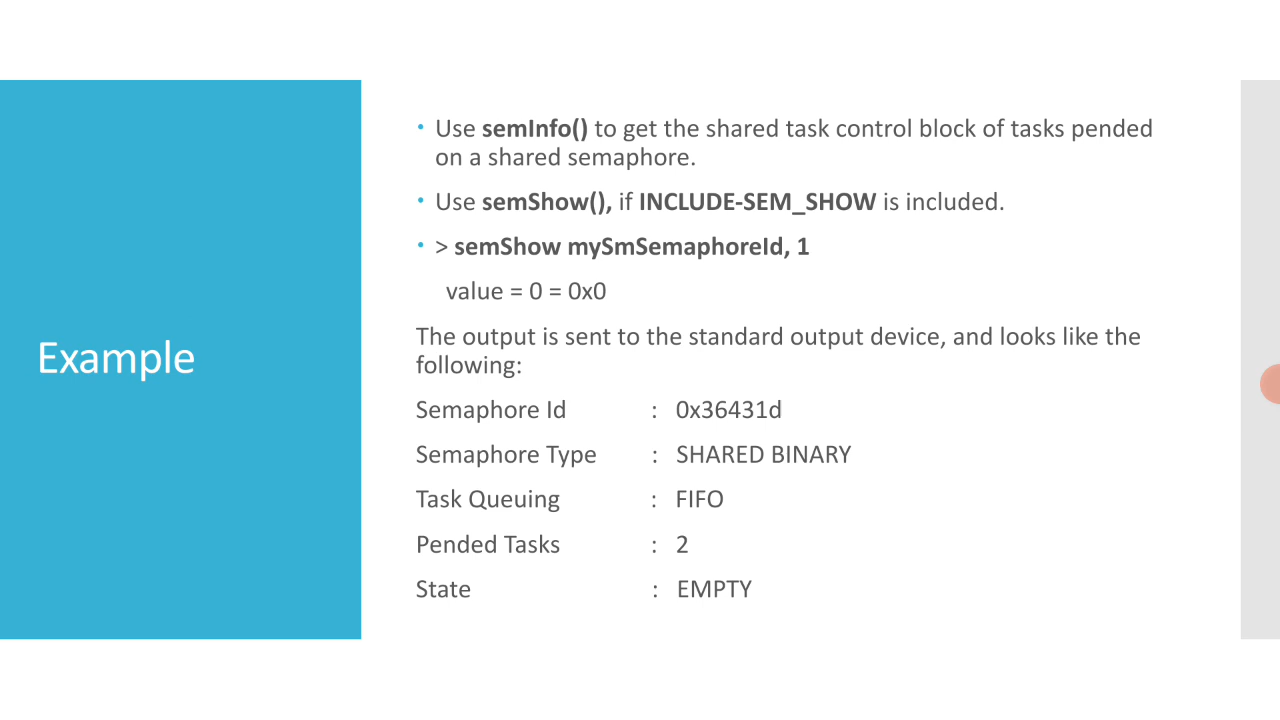 Example
• Use semInfo() to get the shared task control block of tasks pended
on a shared semaphore.
• Use semShow(), if INCLUDE-SEM_SHOW is included.
• > semShow mySmSemaphoreId, 1
value = 0 = 0x0
The output is sent to the standard output device, and looks like the
following:
Semaphore Id : 0x36431d
Semaphore Type : SHARED BINARY
Task Queuing : FIFO
Pended Tasks : 2
State : EMPTY